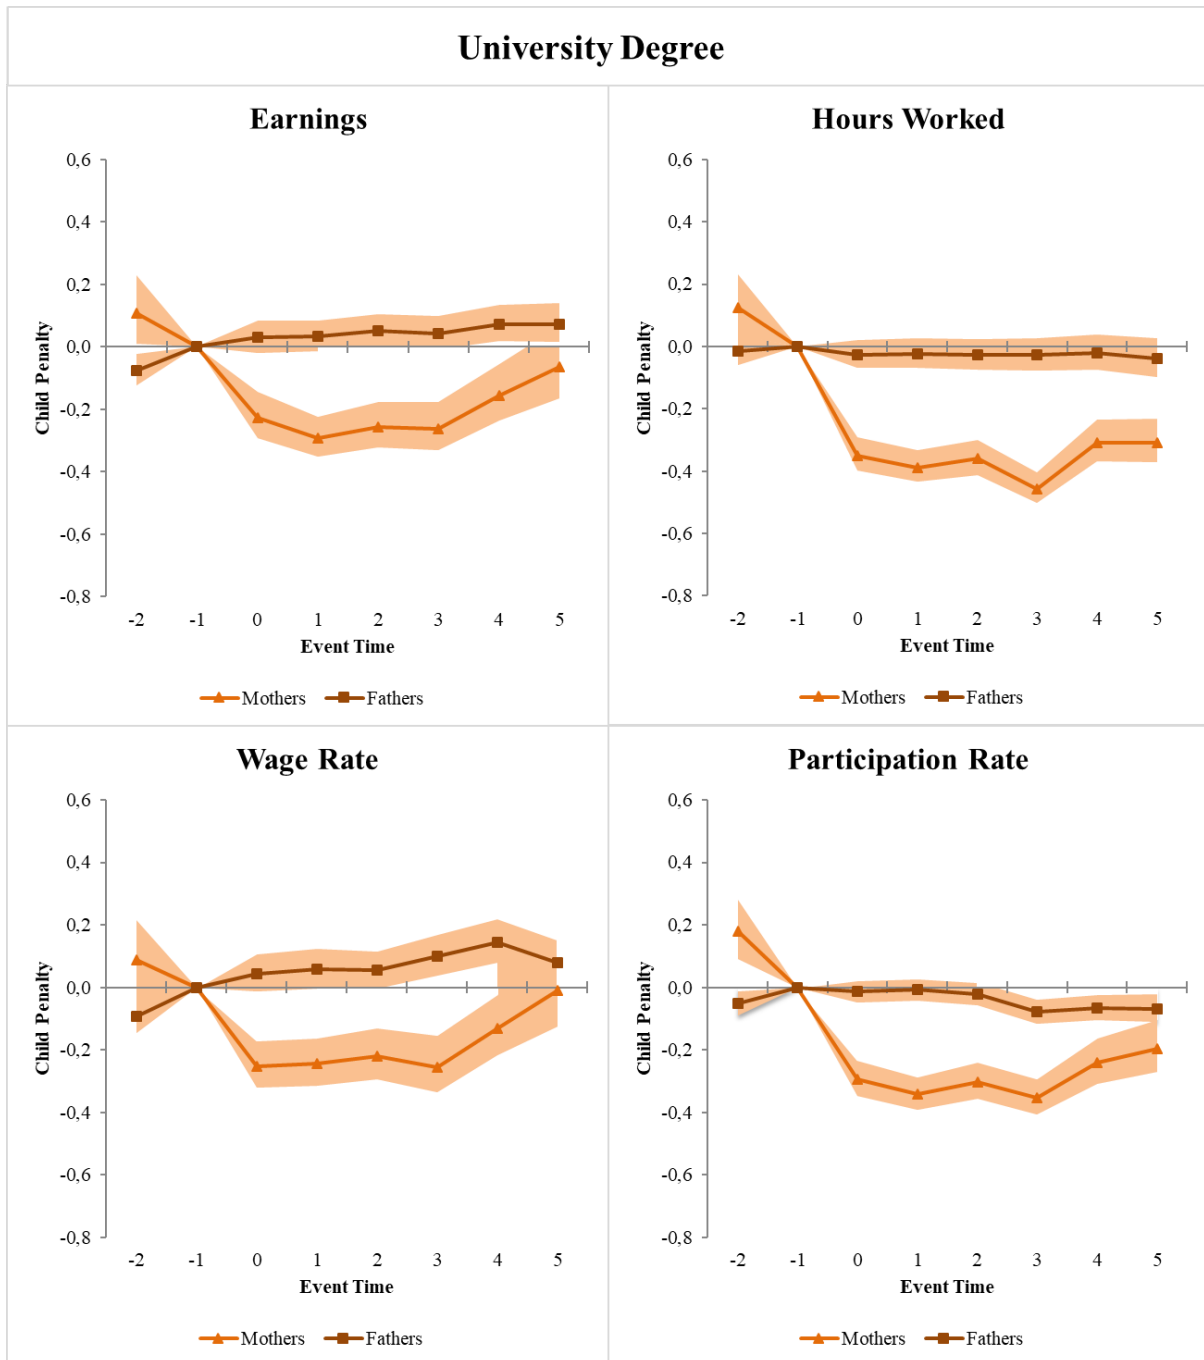 University Degree
Earnings
0,6
0,4
0,2
0,0
-0,2
-0,4
-0,6
-0,8
Child Penalty
-2 -1 0 1 2 3 4 5
Event Time
Mothers Fathers
Hours Worked
0,6
0,4
0,2
0,0
-0,2
-0,4
-0,6
-0,8
Child Penalty
-2 -1 0 1 2 3 4 5
Event Time
Mothers Fathers
Wage Rate
0,6
0,4
0,2
0,0
-0,2
-0,4
-0,6
-0,8
Child Penalty
-2 -1 0 1 2 3 4 5
Event Time
Mothers Fathers
Participation Rate
0,6
0,4
0,2
0,0
-0,2
-0,4
-0,6
-0,8
Child Penalty
-2 -1 0 1 2 3 4 5
Event Time
Mothers Fathers